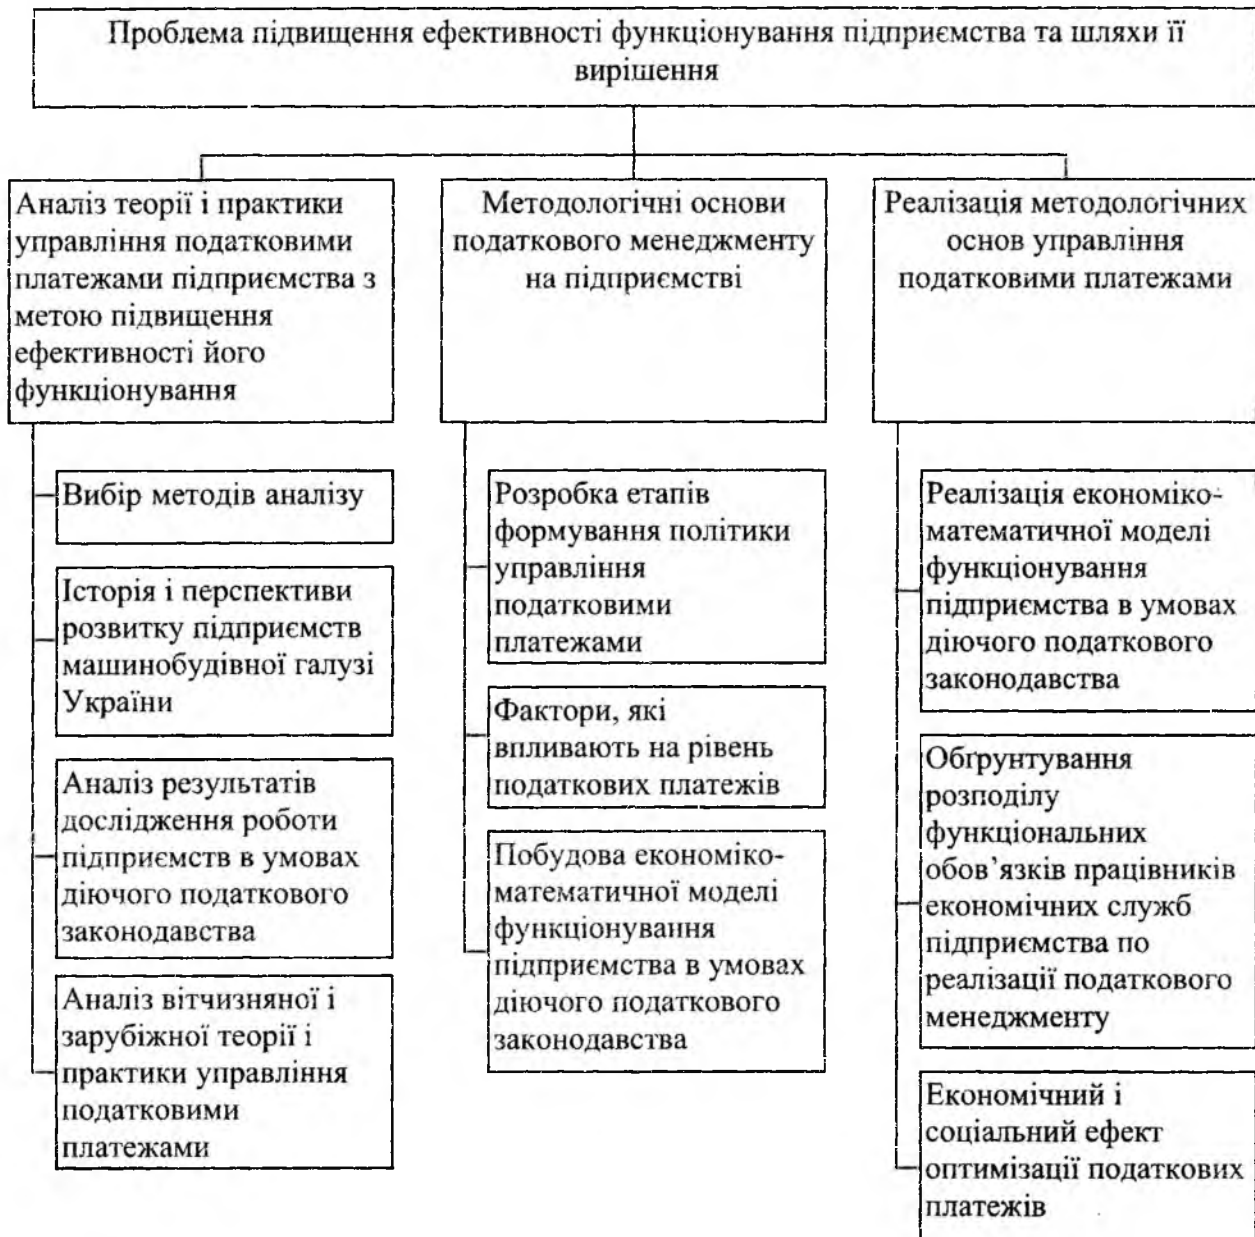 Проблема підвищення ефективності функціонування підприємства та шляхи її
вирішення
Аналіз теорії і практики
управління податковими
платежами підприємства з
метою підвищення
ефективності його
функціонування
Вибір методів аналізу
Історія і перспективи
розвитку підприємств
машинобудівної галузі
України
Аналіз результатів
дослідження роботи
підприємств в умовах
діючого податкового
законодавства
Аналіз вітчизняної і
зарубіжної теорії і
практики управління
податковими
платежами
Методологічні основи
податкового менеджменту
на підприємстві
Розробка етапів
формування політики
управління
податковими
платежами
Фактори, які
впливають на рівень
податкових платежів
Побудова економіко-
математичної моделі
функціонування
підприємства в умовах
діючого податкового
законодавства
Реалізація методологічних
основ управління
податковими платежами
Реалізація економіко-
математичної моделі
функціонування
підприємства в умовах
діючого податкового
законодавства
Обґрунтування
розподілу
функціональних
обов’язків працівників
економічних служб
підприємства по
реалізації податкового
менеджменту
Економічний і
соціальний ефект
оптимізації податкових
платежів